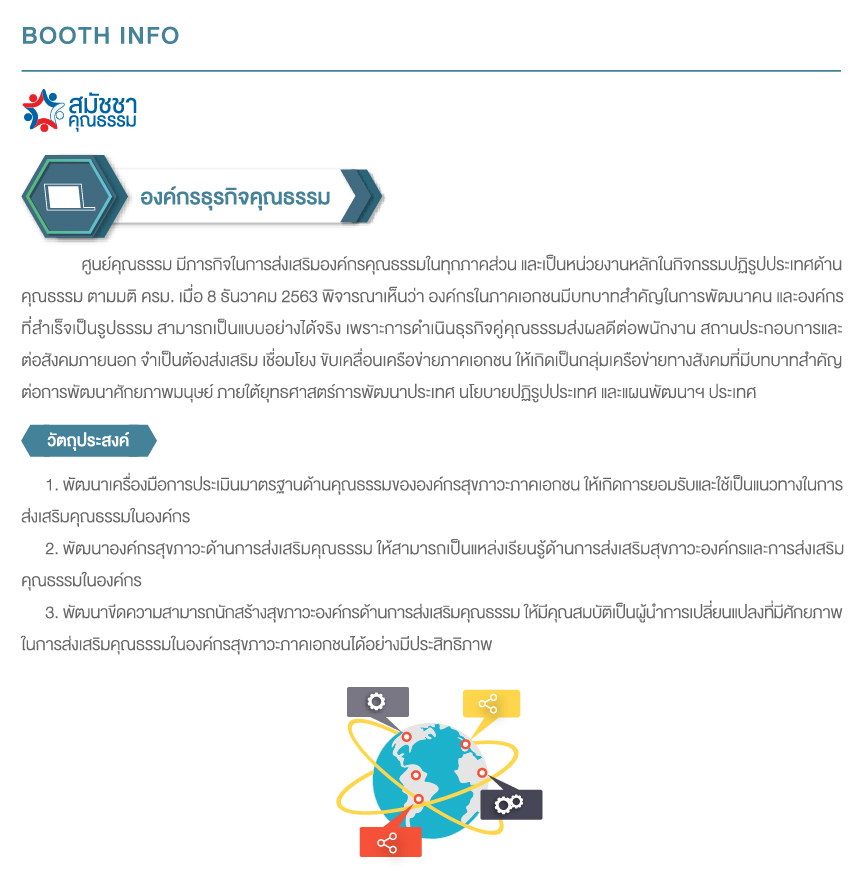 BOOTH INFO
สมัชชา
คุณธรรม
องค์กรธุรกิจคุณธรรม
ศูนย์คุณธรรม มีภารกิจในการส่งเสริมองค์กรคุณธรรมในทุกภาคส่วน และเป็นหน่วยงานหลักในกิจกรรมปฏิรูปประเทศด้าน
คุณธรรม ตามมติ ครม. เมื่อ 8 ธันวาคม 2563 พิจารณาเห็นว่า องค์กรในภาคเอกชนมีบทบาทสำคัญในการพัฒนาคน และองค์กร
ที่สำเร็จเป็นรูปธรรม สามารถเป็นแบบอย่างได้จริง เพราะการดำเนินธุรกิจคู่คุณธรรมส่งผลดีต่อพนักงาน สถานประกอบการและ
ต่อสังคมภายนอก จำเป็นต้องส่งเสริม เชื่อมโยง ขับเคลื่อนเครือข่ายภาคเอกชน ให้เกิดเป็นกลุ่มเครือข่ายทางสังคมที่มีบทบาทสำคัญ
ต่อการพัฒนาศักยภาพมนุษย์ ภายใต้ยุทธศาสตร์การพัฒนาประเทศ นโยบายปฏิรูปประเทศ และแผนพัฒนาฯ ประเทศ
วัตถุประสงค์
1. พัฒนาเครื่องมือการประเมินมาตรฐานด้านคุณธรรมขององค์กรสุขภาวะภาคเอกชน ให้เกิดการยอมรับและใช้เป็นแนวทางในการ
ส่งเสริมคุณธรรมในองค์กร
2. พัฒนาองค์กรสุขภาวะด้านการส่งเสริมคุณธรรม ให้สามารถเป็นแหล่งเรียนรู้ด้านการส่งเสริมสุขภาวะองค์กรและการส่งเสริม
คุณธรรมในองค์กร
3. พัฒนาขีดความสามารถนักสร้างสุขภาวะองค์กรด้านการส่งเสริมคุณธรรม ให้มีคุณสมบัติเป็นผู้นำการเปลี่ยนแปลงที่มีศักยภาพ
ในการส่งเสริมคุณธรรมในองค์กรสุขภาวะภาคเอกชนได้อย่างมีประสิทธิภาพ